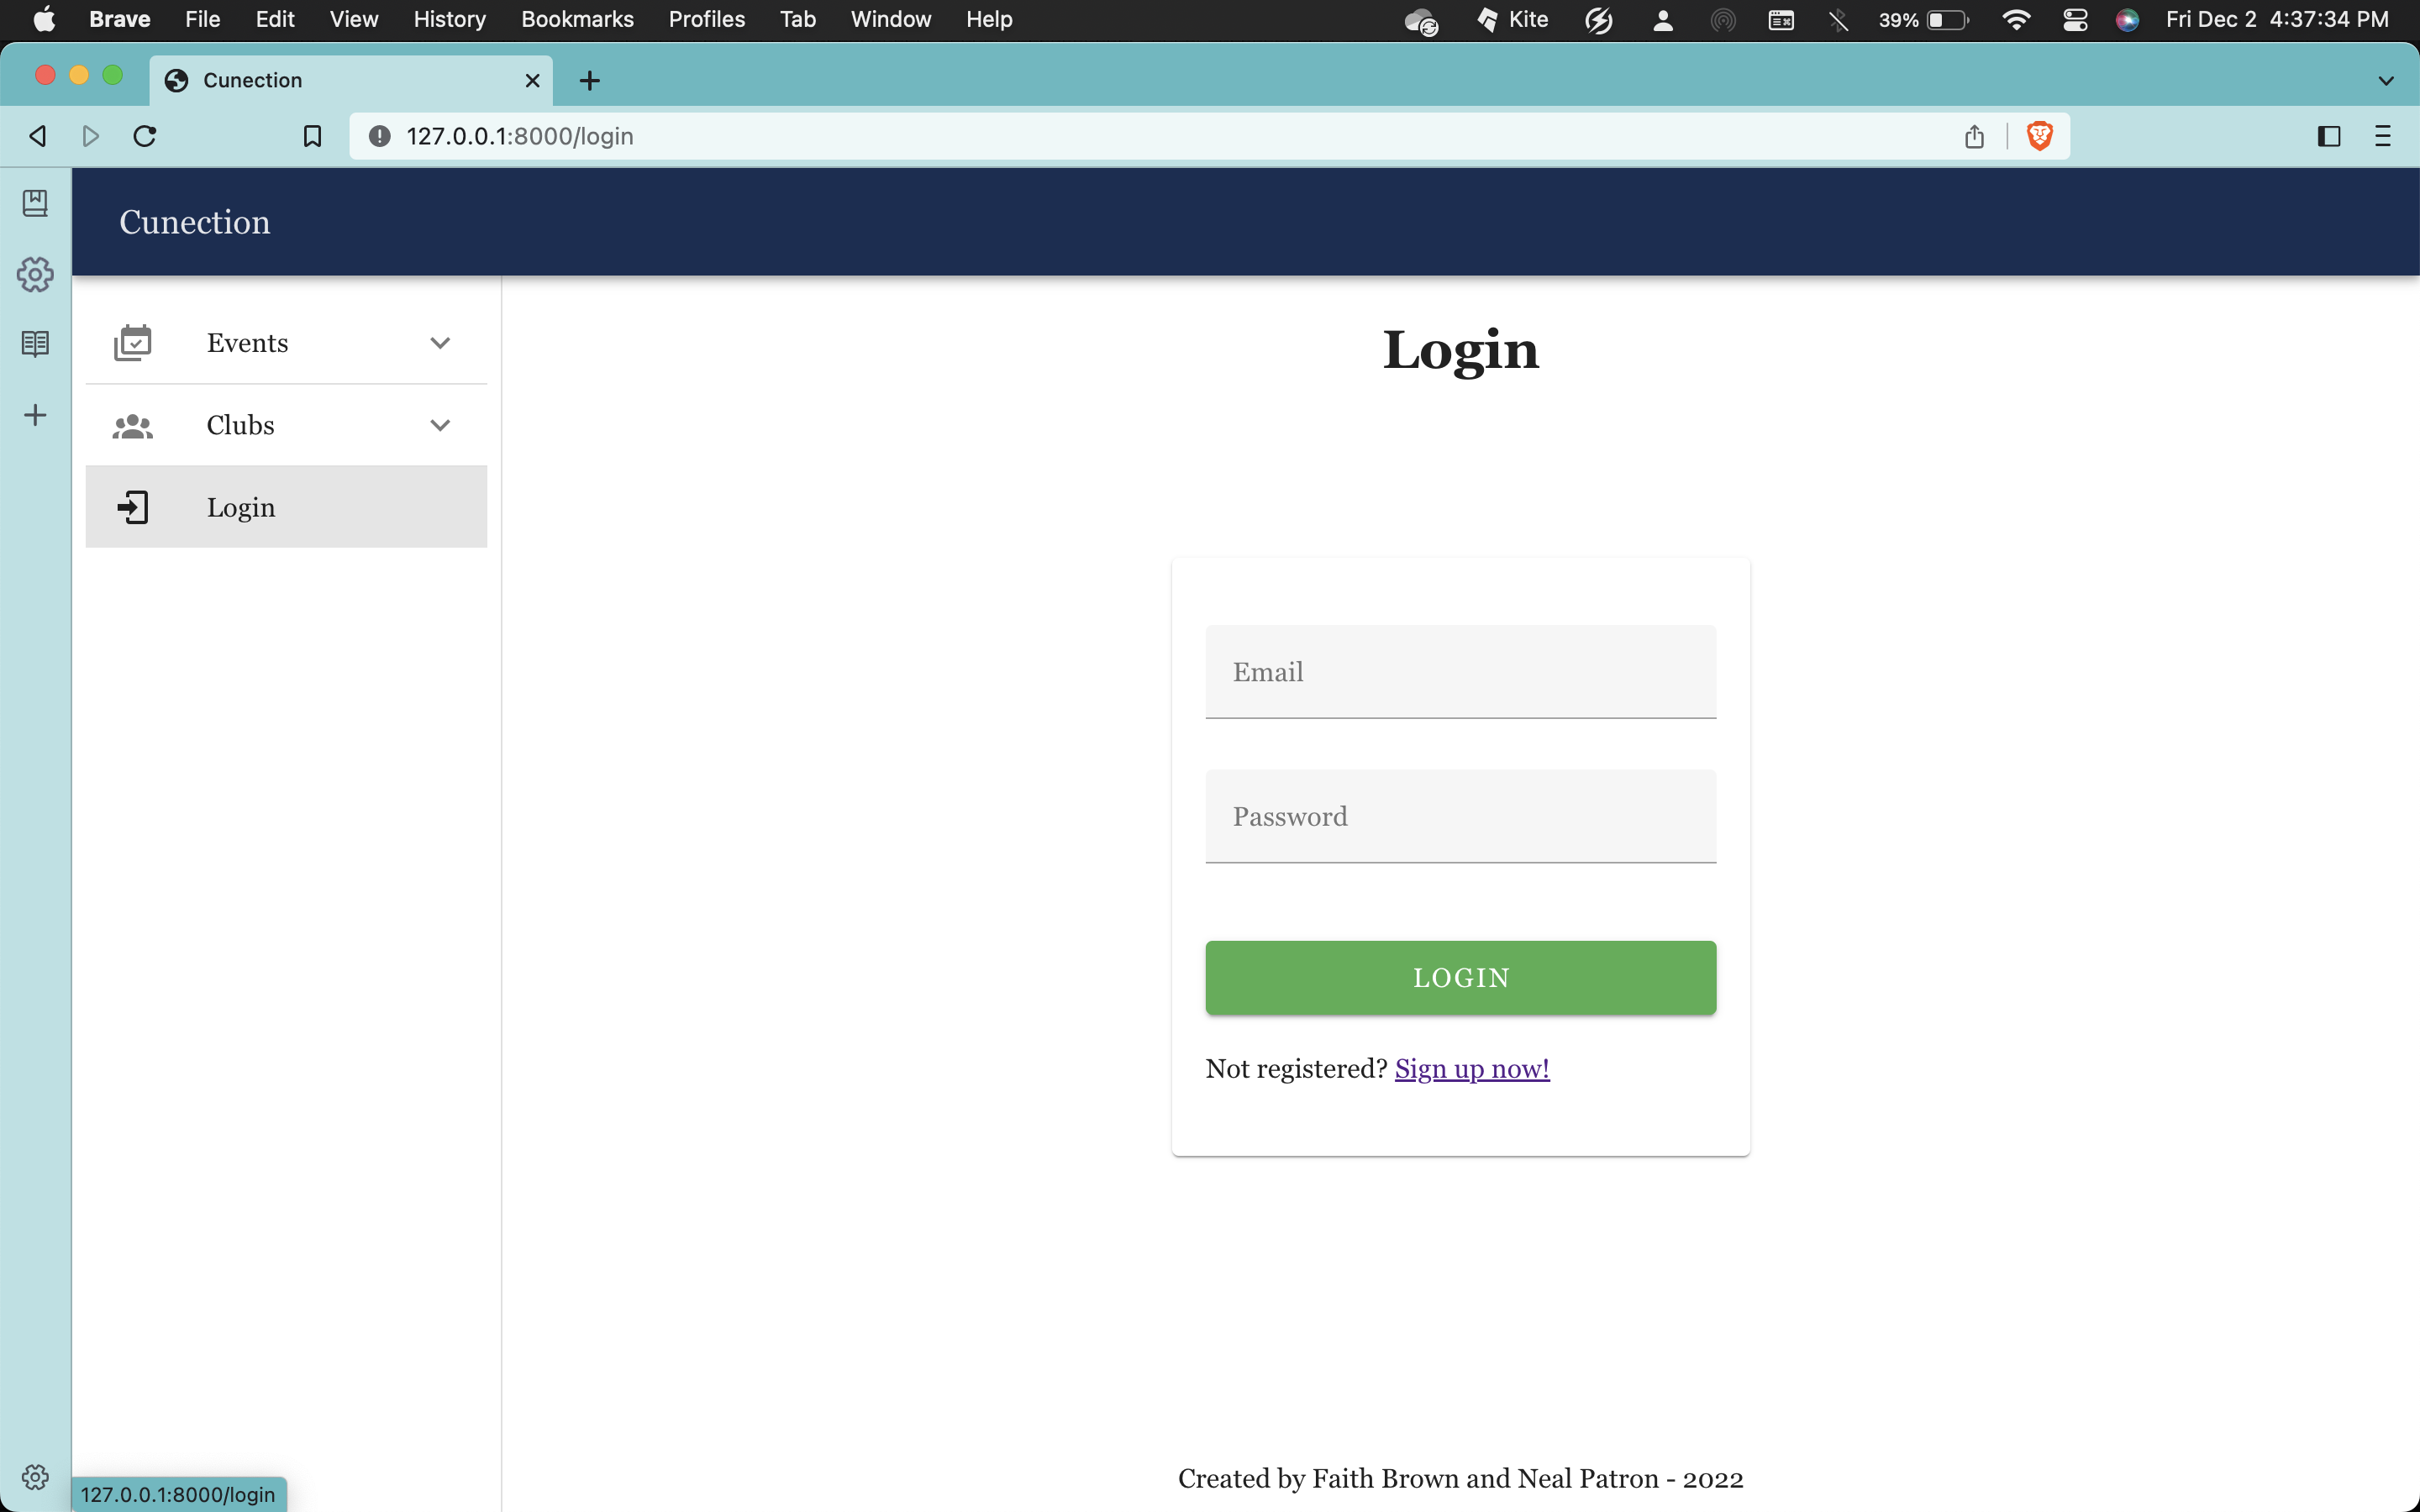 Brave File Edit View History Bookmarks Profiles Tab Window Help Kite 39% Fri Dec 2 4:37:34 PM
Cunection
127.0.0.1:8000/login
Cunection
Events
Clubs
Login
Login
Email
Password
LOGIN
Not registered? Sign up now!
Created by Faith Brown and Neal Patron - 2022
127.0.0.1:8000/login